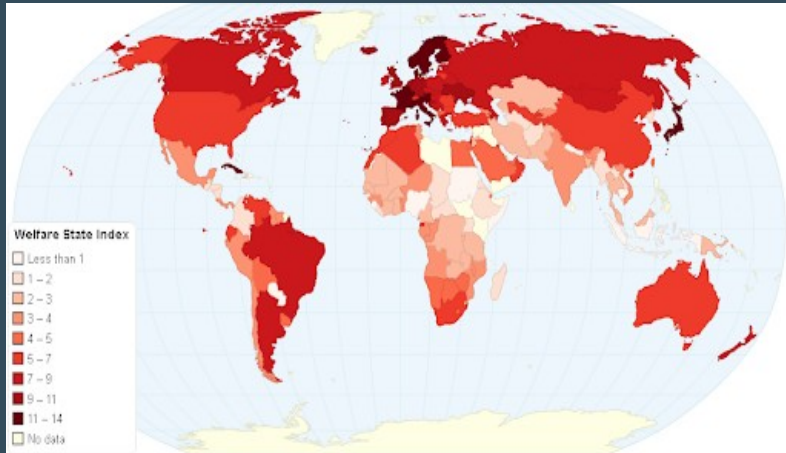 Welfare State Index
Less than 1
1 – 2
2 – 3
3 – 4
4 – 5
5 – 7
7 – 9
9 – 11
11 – 14
No data